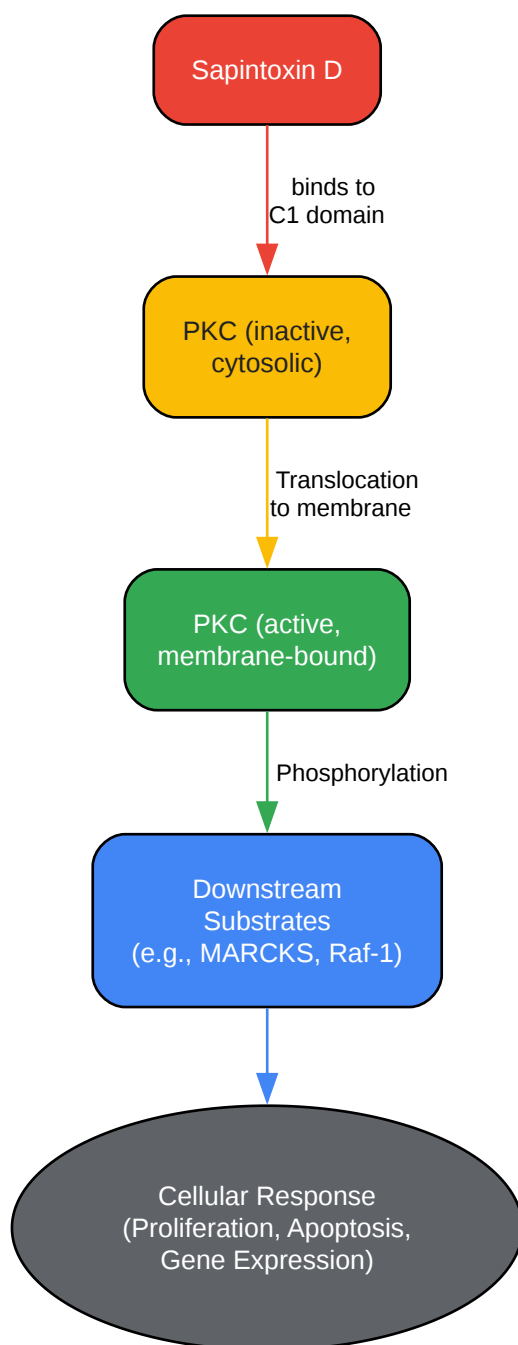 Sapintoxin D
binds to
C1 domain
PKC (inactive,
cytosolic)
Translocation
to membrane
PKC (active,
membrane-bound)
Phosphorylation
Downstream
Substrates
(e.g., MARCKS, Raf-1)
Cellular Response
(Proliferation, Apoptosis,
Gene Expression)